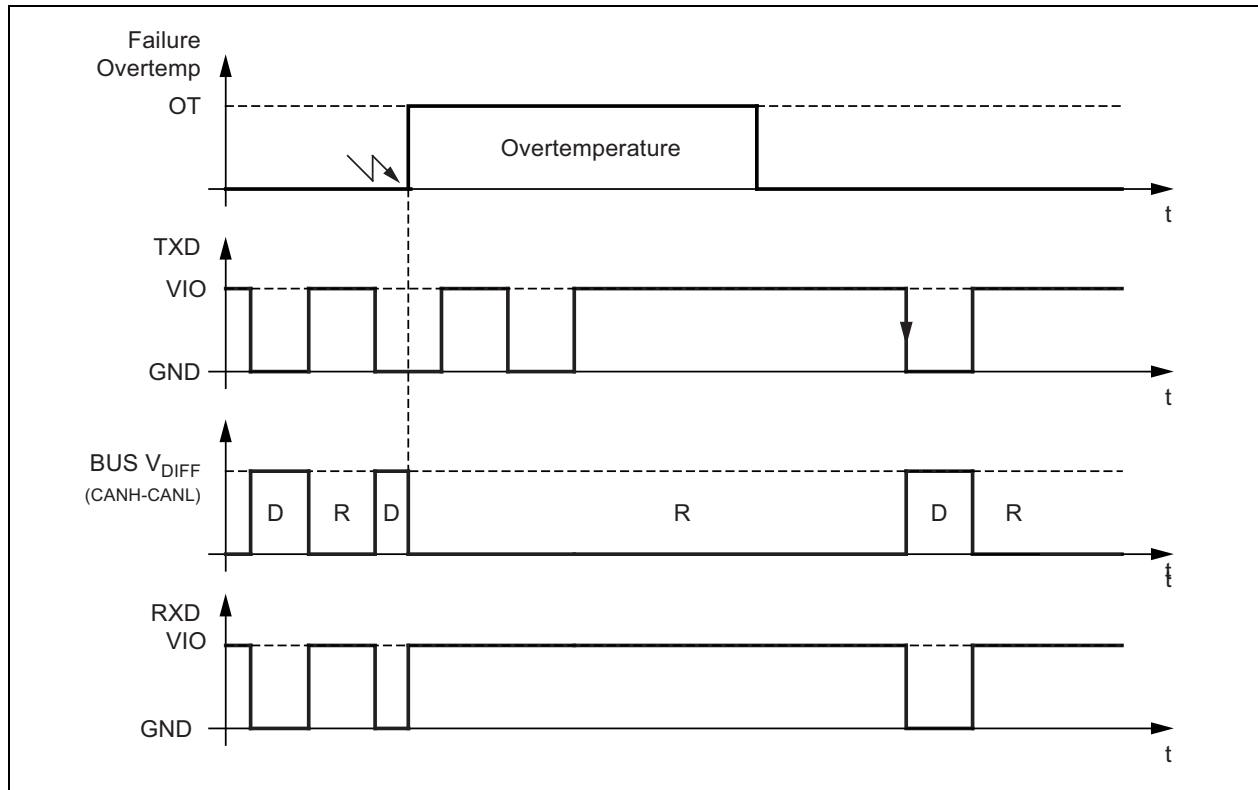 Failure
Overtemp
OT
Overtemperature
t
TXD
VIO
GND
t
BUS VDIFF
(CANH-CANL)
D R D R D R
t
t
RXD
VIO
GND
t